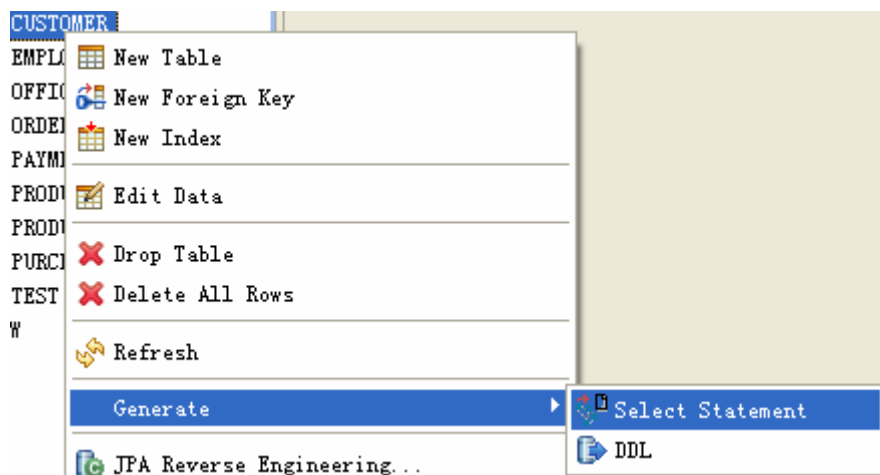 CUSTOMER
New Table
New Foreign Key
New Index
Edit Data
TEST
Drop Table
Delete All Rows
W
Refresh
Generate
Select Statement
DDL
JPA Reverse Engineering...